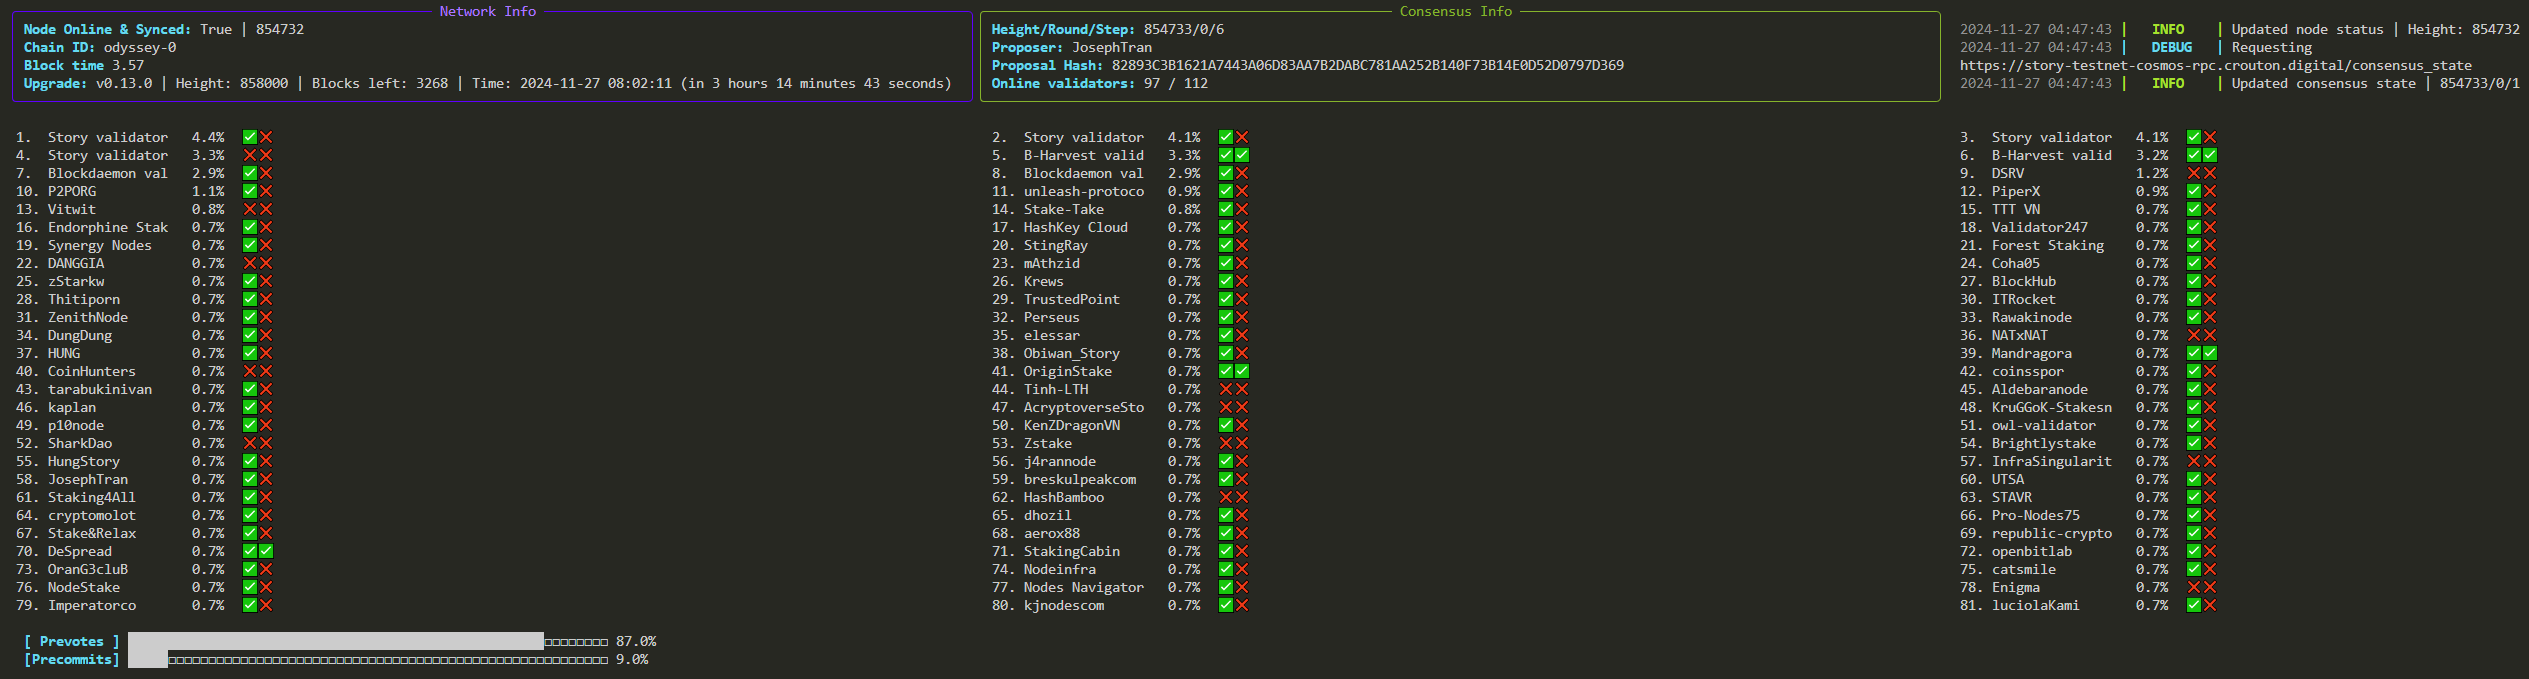 Network Info
Node Online & Synced: True | 854732
Chain ID: odyssey-0
Block time 3.57
Upgrade: v0.13.0 | Height: 858000 | Blocks left: 3268 | Time: 2024-11-27 08:02:11 (in 3 hours 14 minutes 43 seconds)
Consensus Info
Height/Round/Step: 854733/0/6
Proposer: JosephTran
Proposal Hash: 82893C3B1621A7443A06D83AA7B2DABC781AA252B140F73B14E0D52D0797D369
Online validators: 97 / 112
2024-11-27 04:47:43 | INFO | Updated node status | Height: 854732
2024-11-27 04:47:43 | DEBUG | Requesting
https://story-testnet-cosmos-rpc.crouton.digital/consensus_state
2024-11-27 04:47:43 | INFO | Updated consensus state | 854733/0/1
1. Story validator 4.4% ✅❌ 2. Story validator 4.1% ✅❌ 3. Story validator 4.1% ✅❌
4. Story validator 3.3% ❌❌ 5. B-Harvest valid 3.3% ✅✅ 6. B-Harvest valid 3.2% ✅✅
7. Blockdaemon val 2.9% ✅❌ 8. Blockdaemon val 2.9% ✅❌ 9. DSRV 1.2% ❌❌
10. P2PORG 1.1% ✅❌ 11. unleash-protoco 0.9% ✅❌ 12. PiperX 0.9% ✅❌
13. Vitwit 0.8% ❌❌ 14. Stake-Take 0.8% ✅❌ 15. TTT VN 0.7% ✅❌
16. Endorphine Stak 0.7% ✅❌ 17. HashKey Cloud 0.7% ✅❌ 18. Validator247 0.7% ✅❌
19. Synergy Nodes 0.7% ✅❌ 20. StingRay 0.7% ✅❌ 21. Forest Staking 0.7% ✅❌
22. DANGGIA 0.7% ❌❌ 23. mAthzid 0.7% ✅❌ 24. Coha05 0.7% ✅❌
25. zStarkw 0.7% ✅❌ 26. Krews 0.7% ✅❌ 27. BlockHub 0.7% ✅❌
28. Thitiporn 0.7% ✅❌ 29. TrustedPoint 0.7% ✅❌ 30. ITRocket 0.7% ✅❌
31. ZenithNode 0.7% ✅❌ 32. Perseus 0.7% ✅❌ 33. Rawakinode 0.7% ✅❌
34. DungDung 0.7% ✅❌ 35. elessar 0.7% ✅❌ 36. NATxNAT 0.7% ❌❌
37. HUNG 0.7% ✅❌ 38. Obiwan_Story 0.7% ✅❌ 39. Mandragora 0.7% ✅✅
40. CoinHunters 0.7% ❌❌ 41. OriginStake 0.7% ✅✅ 42. coinsspor 0.7% ✅❌
43. tarabukinivan 0.7% ✅❌ 44. Tinh-LTH 0.7% ❌❌ 45. Aldebaranode 0.7% ✅❌
46. kaplan 0.7% ✅❌ 47. AcryptoverseSto 0.7% ❌❌ 48. KruGGoK-Stakesn 0.7% ✅❌
49. p10node 0.7% ✅❌ 50. KenZDragonVN 0.7% ✅❌ 51. owl-validator 0.7% ✅❌
52. SharkDao 0.7% ❌❌ 53. Zstake 0.7% ❌❌ 54. Brightlystake 0.7% ✅❌
55. HungStory 0.7% ✅❌ 56. j4rannode 0.7% ✅❌ 57. InfraSingularit 0.7% ❌❌
58. JosephTran 0.7% ✅❌ 59. breskulpeakcom 0.7% ✅❌ 60. UTSA 0.7% ✅❌
61. Staking4All 0.7% ✅❌ 62. HashBamboo 0.7% ❌❌ 63. STAVR 0.7% ✅❌
64. cryptomolot 0.7% ✅❌ 65. dhozil 0.7% ✅❌ 66. Pro-Nodes75 0.7% ✅❌
67. Stake&Relax 0.7% ✅❌ 68. aerox88 0.7% ✅❌ 69. republic-crypto 0.7% ✅❌
70. DeSpread 0.7% ✅✅ 71. StakingCabin 0.7% ✅❌ 72. openbitlab 0.7% ✅❌
73. OranG3cluB 0.7% ✅❌ 74. Nodeinfra 0.7% ✅❌ 75. catsmile 0.7% ✅❌
76. NodeStake 0.7% ✅❌ 77. Nodes Navigator 0.7% ✅❌ 78. Enigma 0.7% ❌❌
79. Imperatorco 0.7% ✅❌ 80. kjnodescom 0.7% ✅❌ 81. luciolaKami 0.7% ✅❌
[ Prevotes ] 87.0%
[Precommits] 9.0%